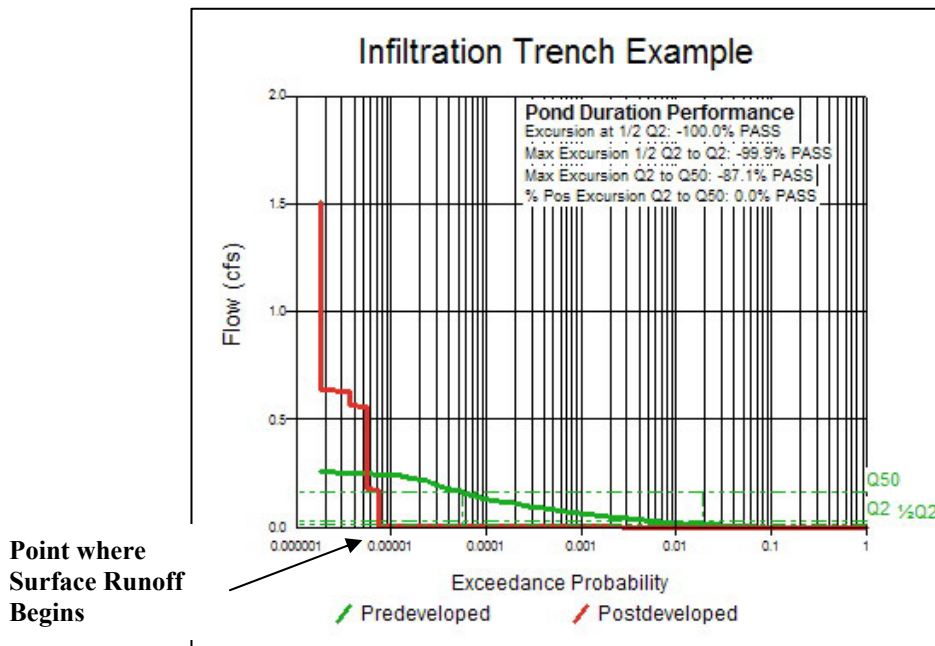 Infiltration Trench Example
Pond Duration Performance
Excursion at 1/2 Q2: -100.0% PASS
Max Excursion 1/2 Q2 to Q2: -99.9% PASS
Max Excursion Q2 to Q50: -87.1% PASS
% Pos Excursion Q2 to Q50: 0.0% PASS
2.0
1.5
1.0
0.5
0.0
Flow (cfs)
Q50
Q2 ½Q2
0.000001 0.00001 0.0001 0.001 0.01 0.1 1
Exceedance Probability
Predeveloped Postdeveloped
Point where
Surface Runoff
Begins